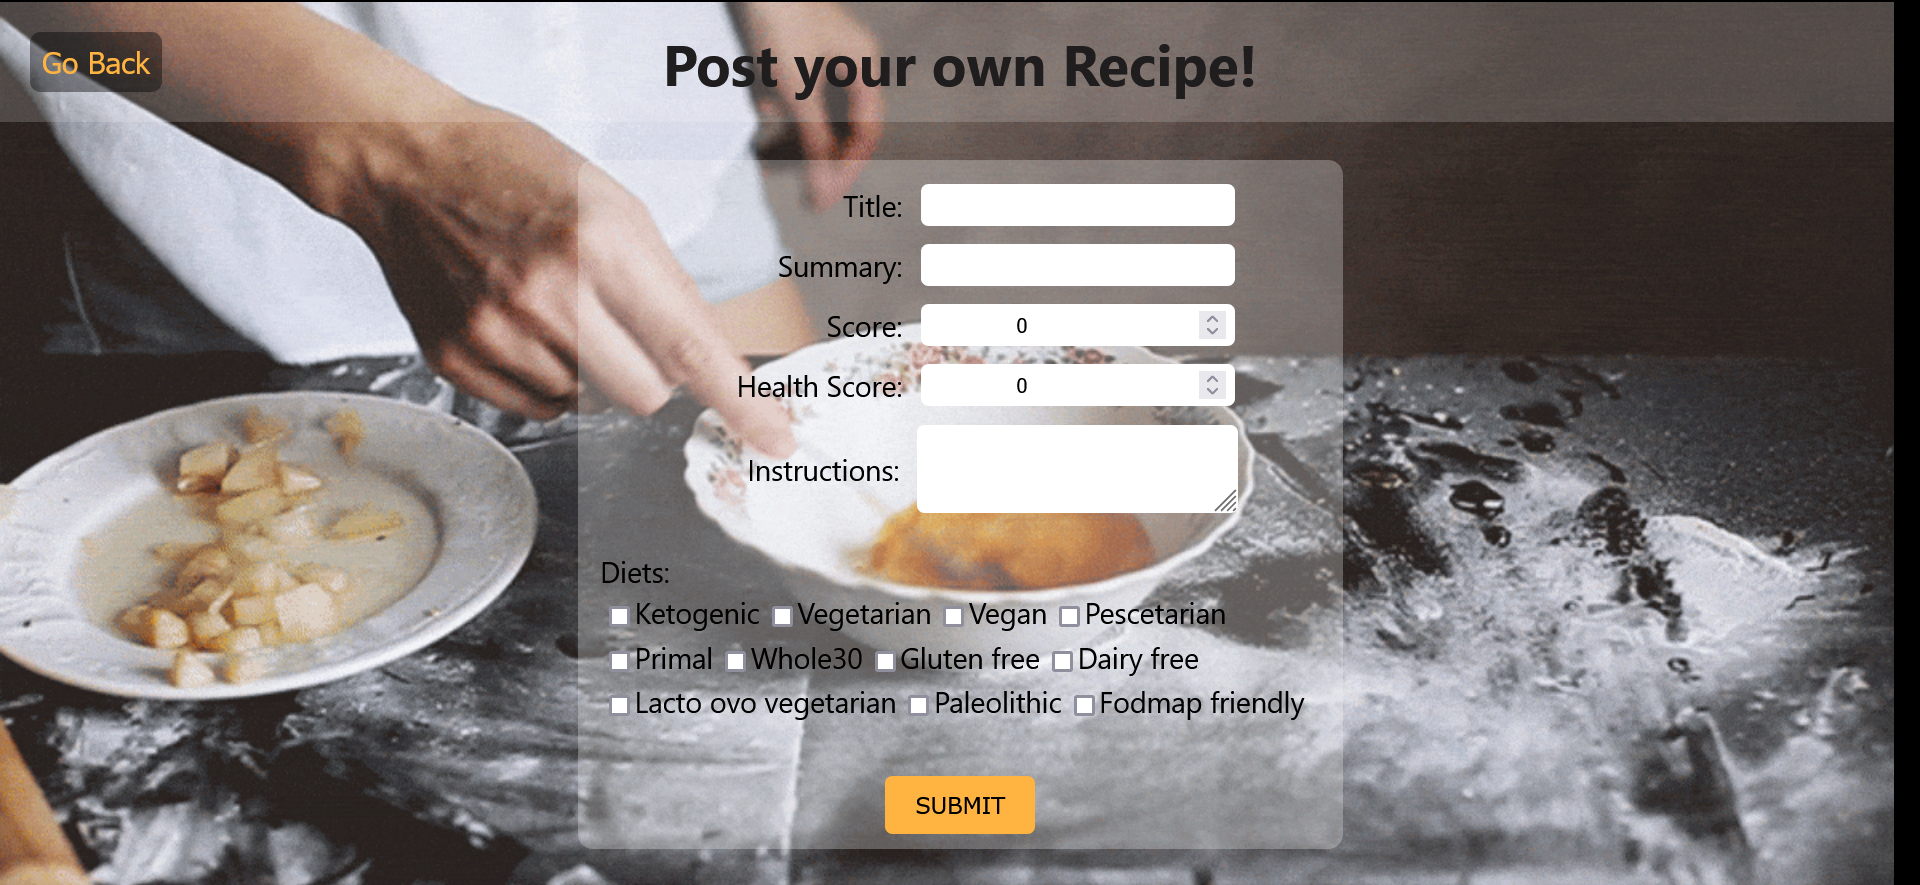 Go Back
Post your own Recipe!
Title:
Summary:
Score: 0
Health Score: 0
Instructions:
Diets:
Ketogenic Vegetarian Vegan Pescetarian
Primal Whole30 Gluten free Dairy free
Lacto ovo vegetarian Paleolithic Fodmap friendly
SUBMIT